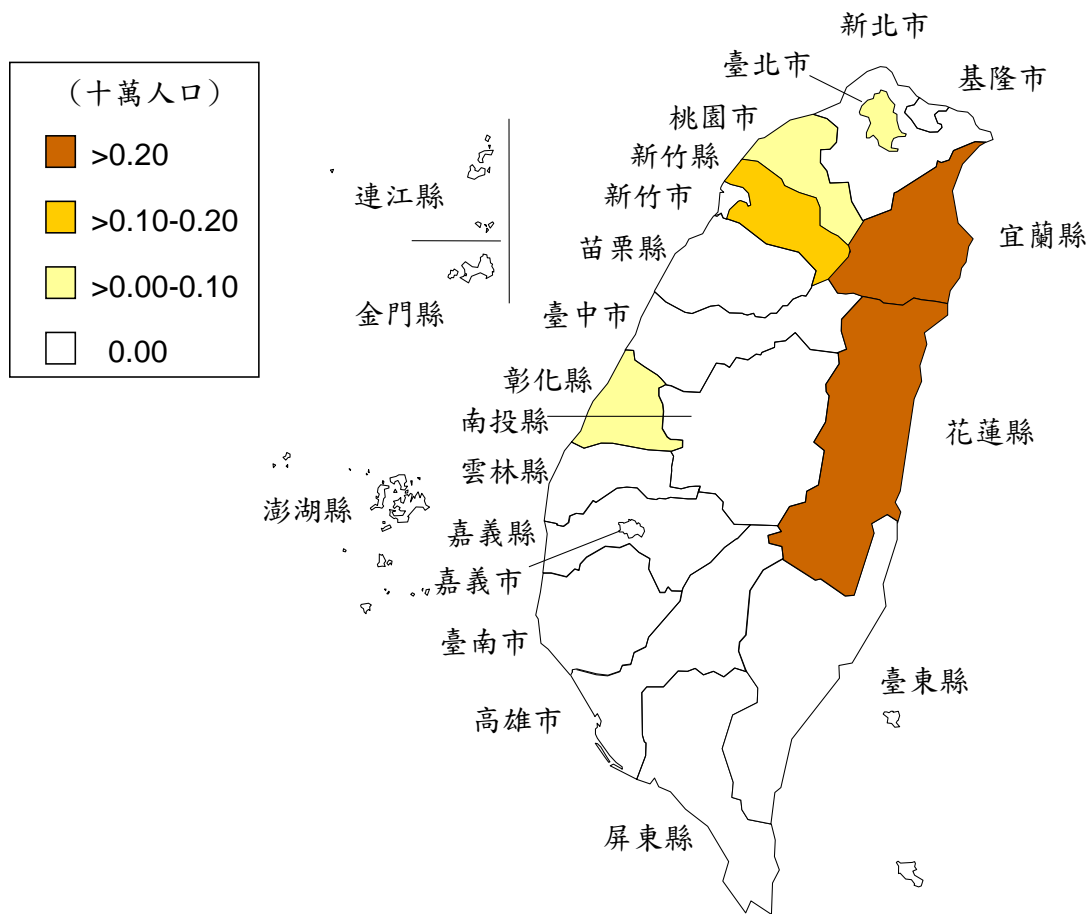 （十萬人口）
>0.20
>0.10-0.20
>0.00-0.10
0.00
新北市
臺北市
基隆市
桃園市
新竹縣
新竹市
連江縣
苗栗縣
宜蘭縣
金門縣
臺中市
彰化縣
南投縣
花蓮縣
雲林縣
澎湖縣
嘉義縣
嘉義市
臺南市
臺東縣
高雄市
屏東縣